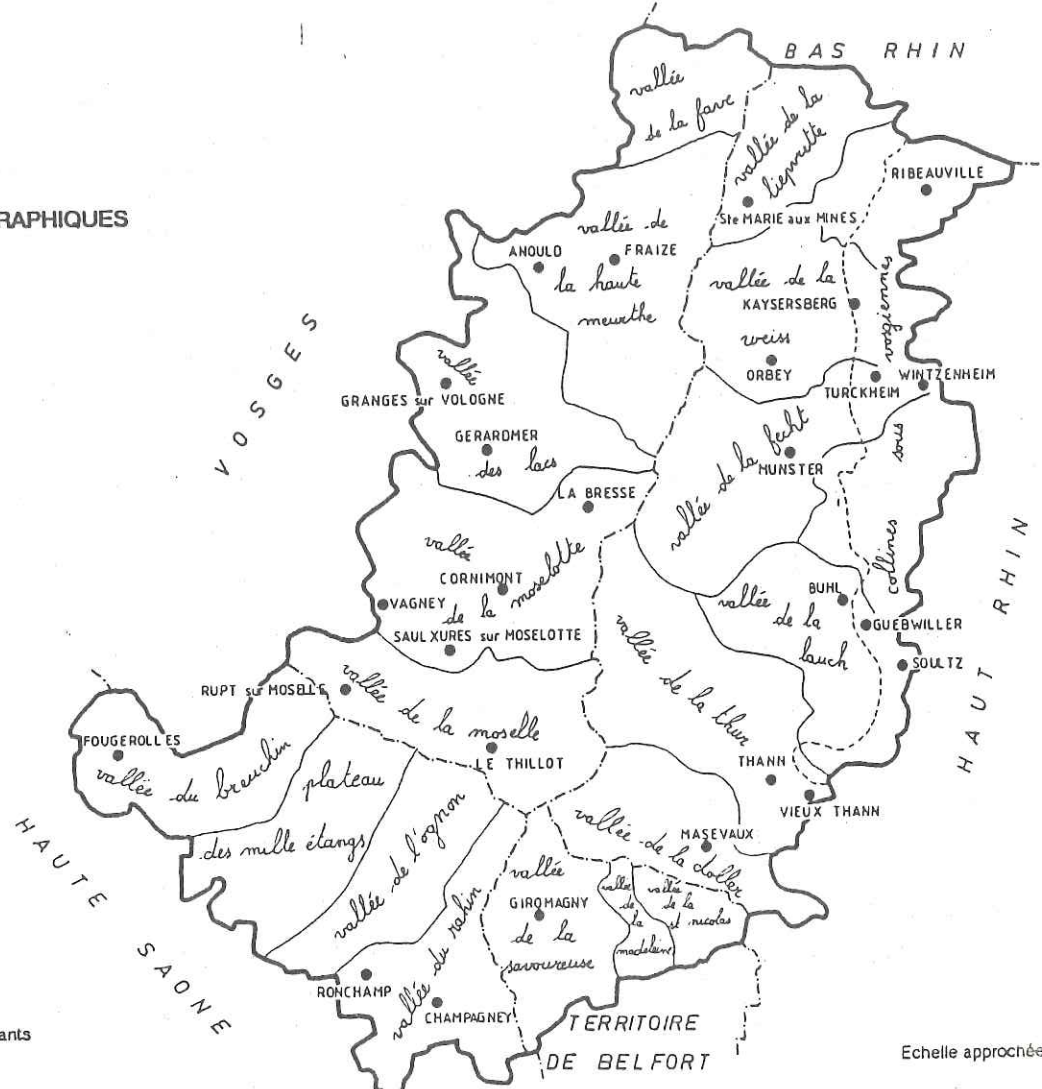 BAS RHIN
vallée
de la fave
vallée de la
liepvrette
RIBEAUVILLE
RAPHIQUES
Ste MARIE aux MINES
vallée de
ANOULD
FRAIZE
la haute
meurthe
vallée de la
KAYSERSBERG
weiss
ORBEY
vosgiennes
sous
collines
VOSGES
vallée
GRANGES sur VOLOGNE
TURCKHEIM
WINTZENHEIM
GERARDMER
des lacs
vallée de la fecht
MUNSTER
LA BRESSE
vallée
CORNIMONT
de la moselotte
VAGNEY
SAULXURES sur MOSELOTTE
BUHL
vallée
de la
lauch
GUEBWILLER
SOULTZ
HAUT RHIN
vallée
de la thur
RUPT sur MOSELLE
vallée de la moselle
LE THILLOT
FOUGEROLLES
vallée du breuchin
plateau
des mille étangs
THANN
VIEUX THANN
vallée de l'ognon
MASEVAUX
vallée de la doller
HAUTE SAONE
vallée
GIROMAGNY
de la
savoureuse
vallée
de
la
madeleine
vallée
de la
st nicolas
vallée du rahin
RONCHAMP
CHAMPAGNEY
TERRITOIRE
DE BELFORT
ants
Echelle approchée